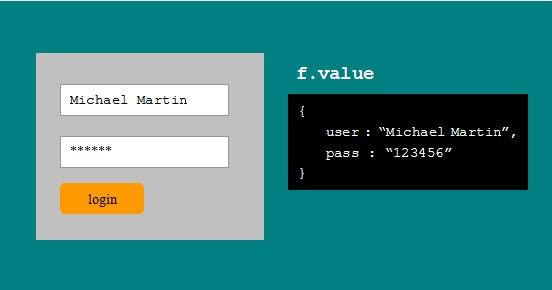 Michael Martin
******
login
f.value
{
user : “Michael Martin”,
pass : “123456”
}